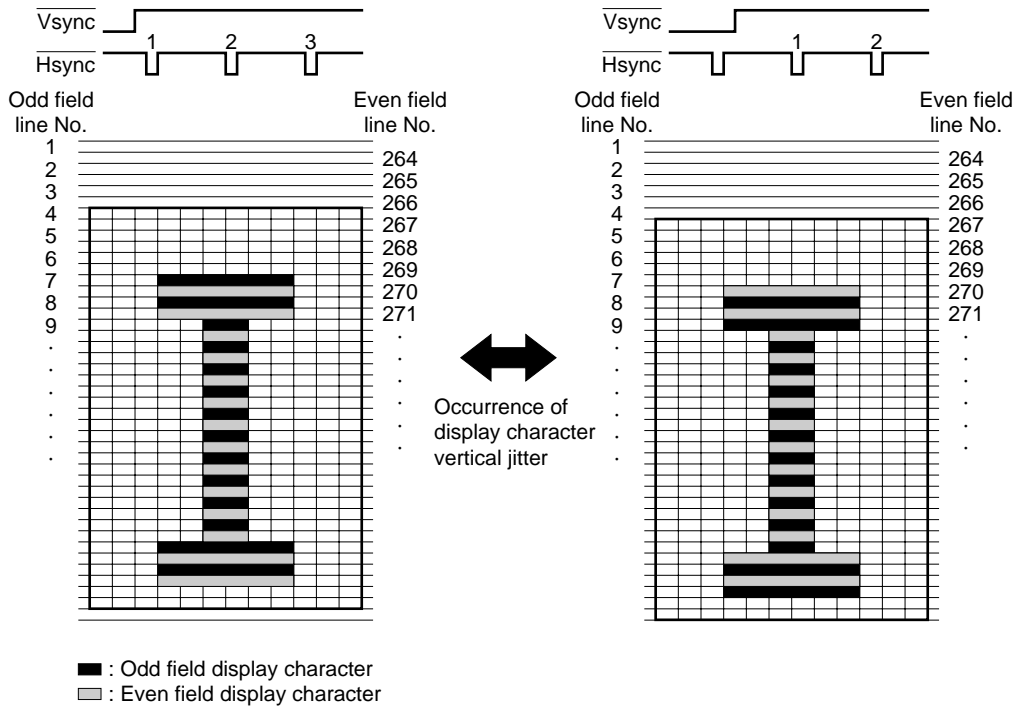 Vsync
1 2 3
Hsync
Odd field
line No.
Even field
line No.
1
2
3
4
5
6
7
8
9
264
265
266
267
268
269
270
271
Occurrence of
display character
vertical jitter
Vsync
1 2
Hsync
Odd field
line No.
Even field
line No.
1
2
3
4
5
6
7
8
9
264
265
266
267
268
269
270
271
: Odd field display character
: Even field display character